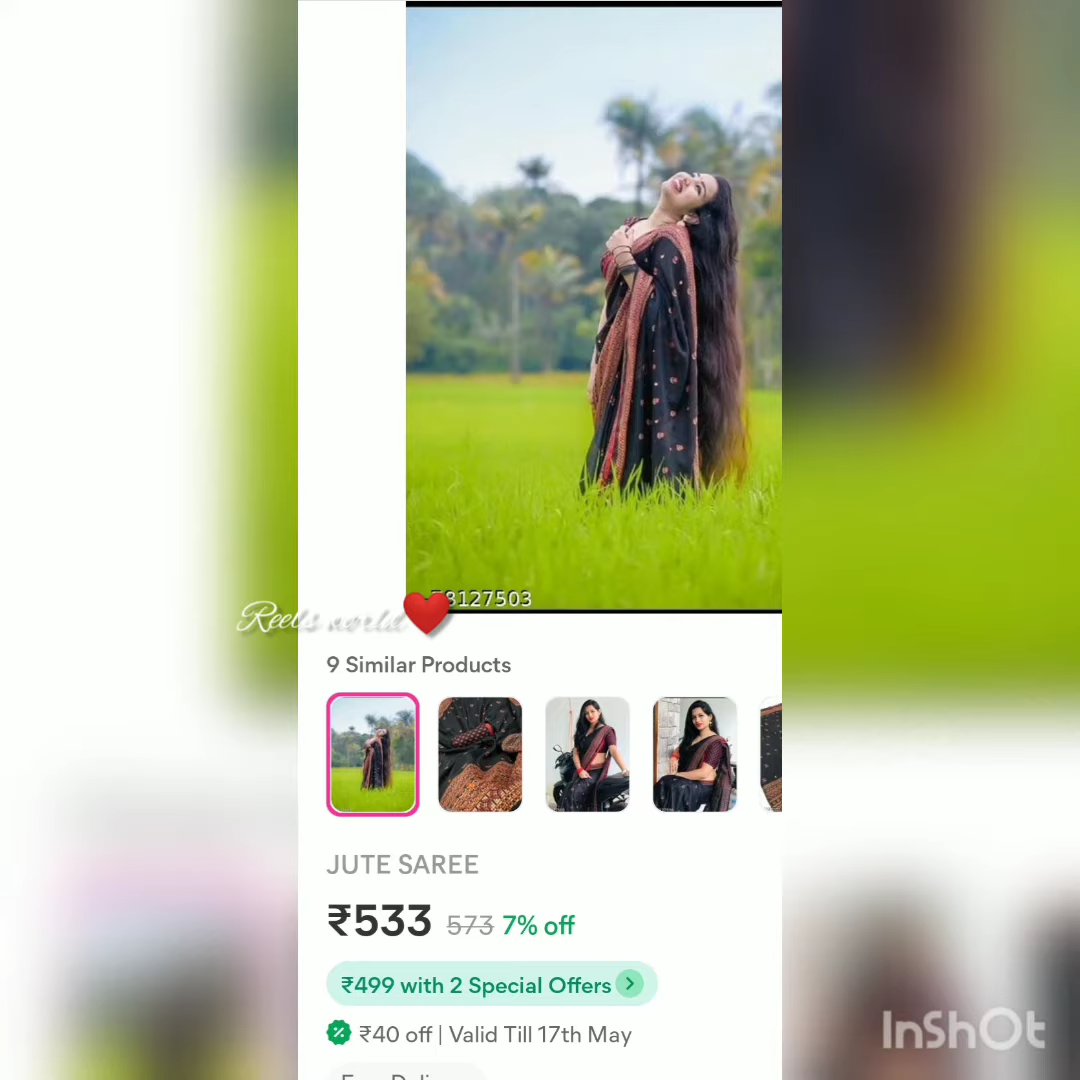 8127503
Reels world
9 Similar Products
JUTE SAREE
₹533 573 7% off
₹499 with 2 Special Offers
₹40 off | Valid Till 17th May
InShOt